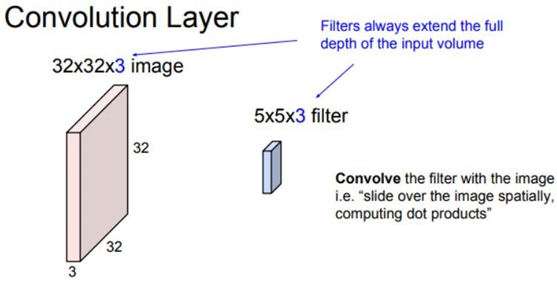 Convolution Layer
Filters always extend the full
depth of the input volume
32x32x3 image
5x5x3 filter
32
Convolve the filter with the image
i.e. “slide over the image spatially,
computing dot products”
32
3